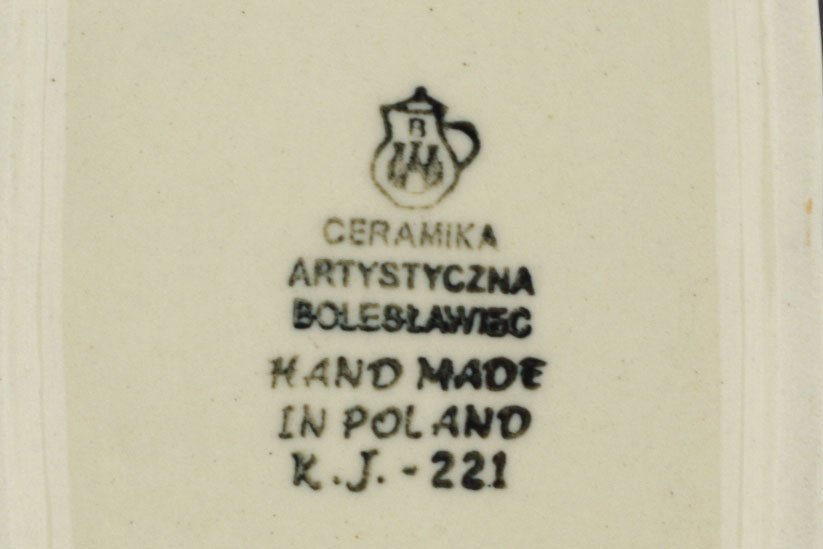 B
CERAMIKA
ARTYSTYCZNA
BOLESŁAWIEC
HAND MADE
IN POLAND
K.J.-221